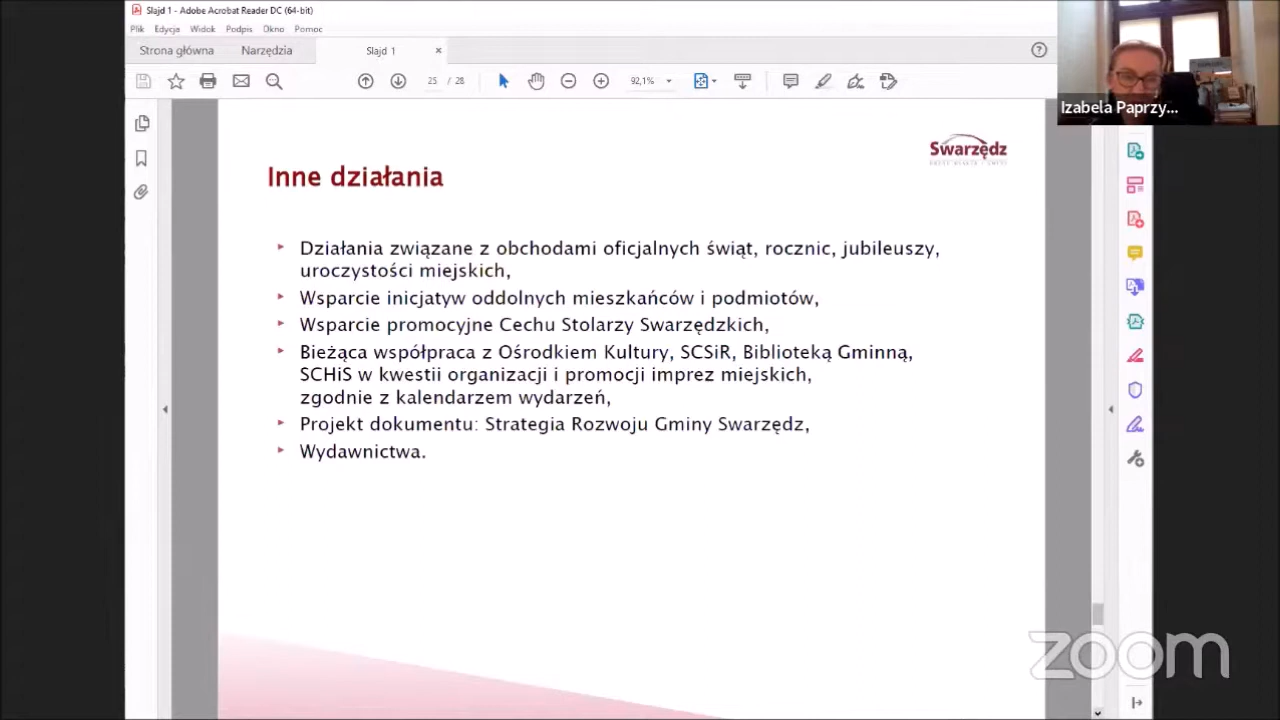 Slajd 1 - Adobe Acrobat Reader DC (64-bit)
Plik Edycja Widok Podpis Okno Pomoc
Strona główna Narzędzia Slajd 1 ×
25 / 28 92,1%
Izabela Paprzy...
Swarzędz
Inne działania
Działania związane z obchodami oficjalnych świąt, rocznic, jubileuszy,
uroczystości miejskich,
Wsparcie inicjatyw oddolnych mieszkańców i podmiotów,
Wsparcie promocyjne Cechu Stolarzy Swarzędzkich,
Bieżąca współpraca z Ośrodkiem Kultury, SCSiR, Biblioteką Gminną,
SCHiS w kwestii organizacji i promocji imprez miejskich,
zgodnie z kalendarzem wydarzeń,
Projekt dokumentu: Strategia Rozwoju Gminy Swarzędz,
Wydawnictwa.
zoom